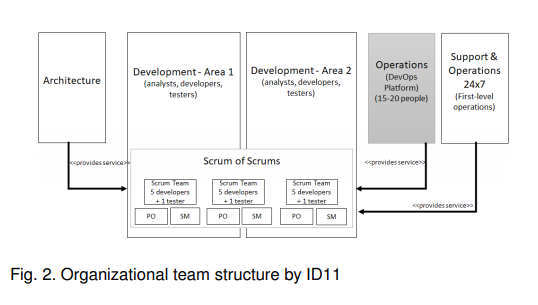 Architecture
Development - Area 1
(analysts, developers,
testers)
Development - Area 2
(analysts, developers,
testers)
Operations
(DevOps
Platform)
(15-20 people)
Support &
Operations
24x7
(First-level
operations)
<<provides service>>
<<provides service>>
<<provides service>>
Scrum of Scrums
Scrum Team
5 developers
+ 1 tester
PO
SM
Scrum Team
5 developers
+ 1 tester
PO
SM
Scrum Team
5 developers
+ 1 tester
PO
SM
Fig. 2. Organizational team structure by ID11